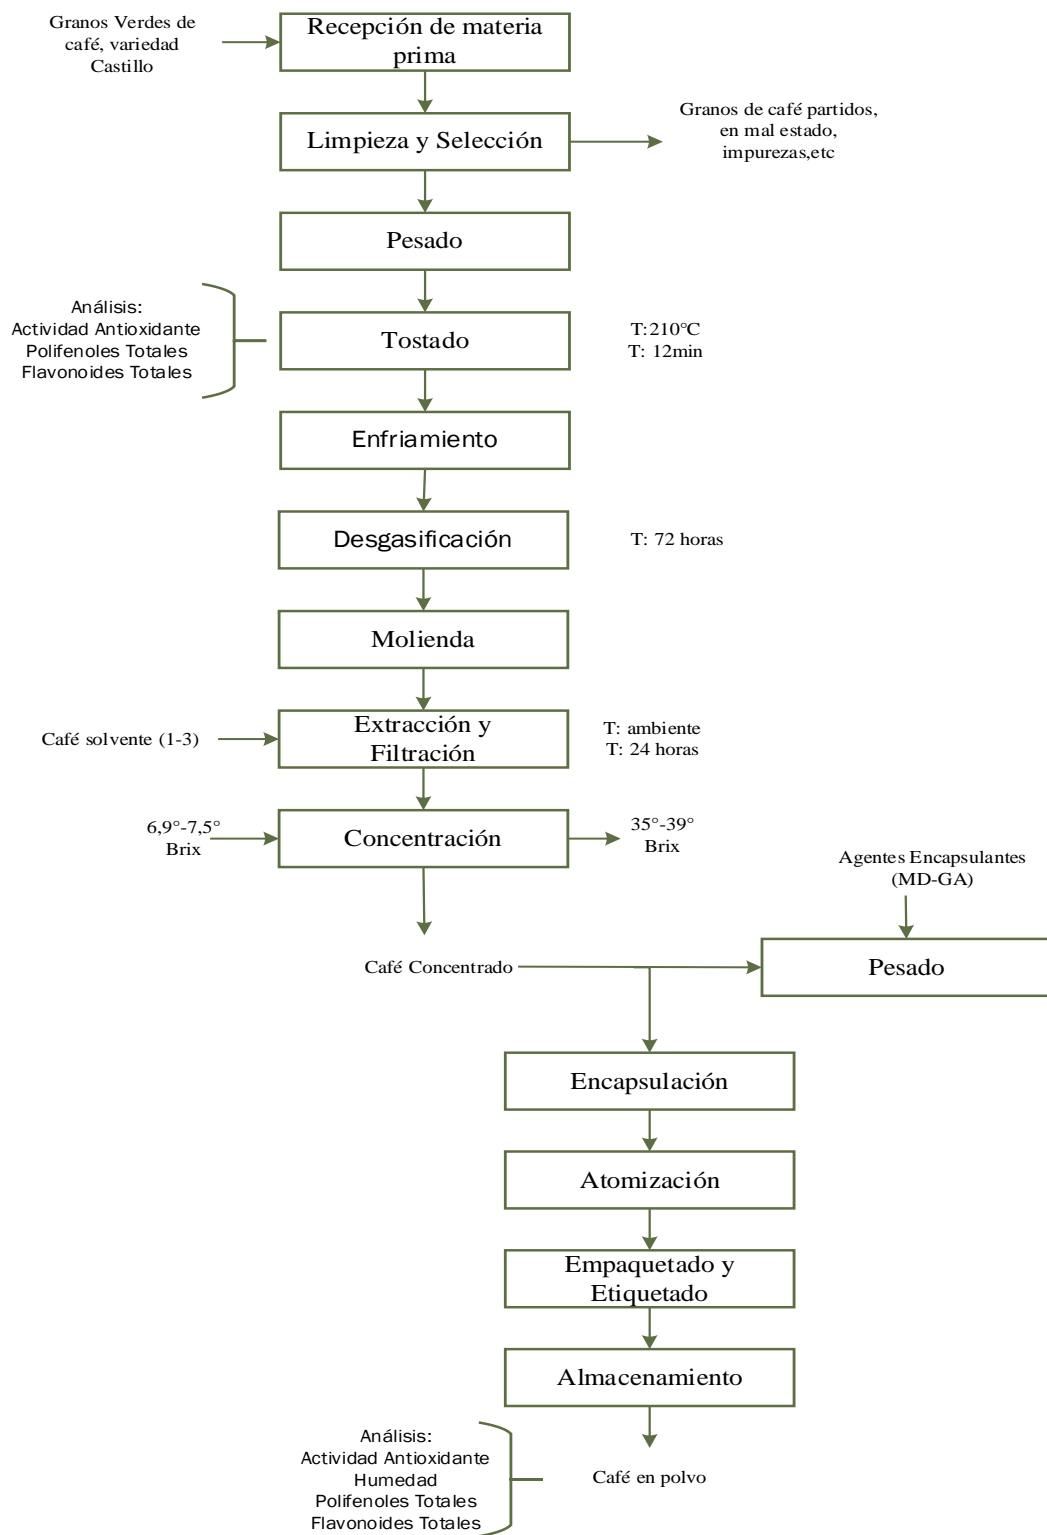 Granos Verdes de
café, variedad
Castillo
Recepción de materia
prima
Limpieza y Selección
Granos de café partidos,
en mal estado,
impurezas,etc
Pesado
Análisis:
Actividad Antioxidante
Polifenoles Totales
Flavonoides Totales
Tostado
T:210°C
T: 12min
Enfriamiento
Desgasificación
T: 72 horas
Molienda
Café solvente (1-3)
Extracción y
Filtración
T: ambiente
T: 24 horas
6,9°-7,5°
Brix
Concentración
35°-39°
Brix
Agentes Encapsulantes
(MD-GA)
Café Concentrado
Pesado
Encapsulación
Atomización
Empaquetado y
Etiquetado
Almacenamiento
Análisis:
Actividad Antioxidante
Humedad
Polifenoles Totales
Flavonoides Totales
Café en polvo